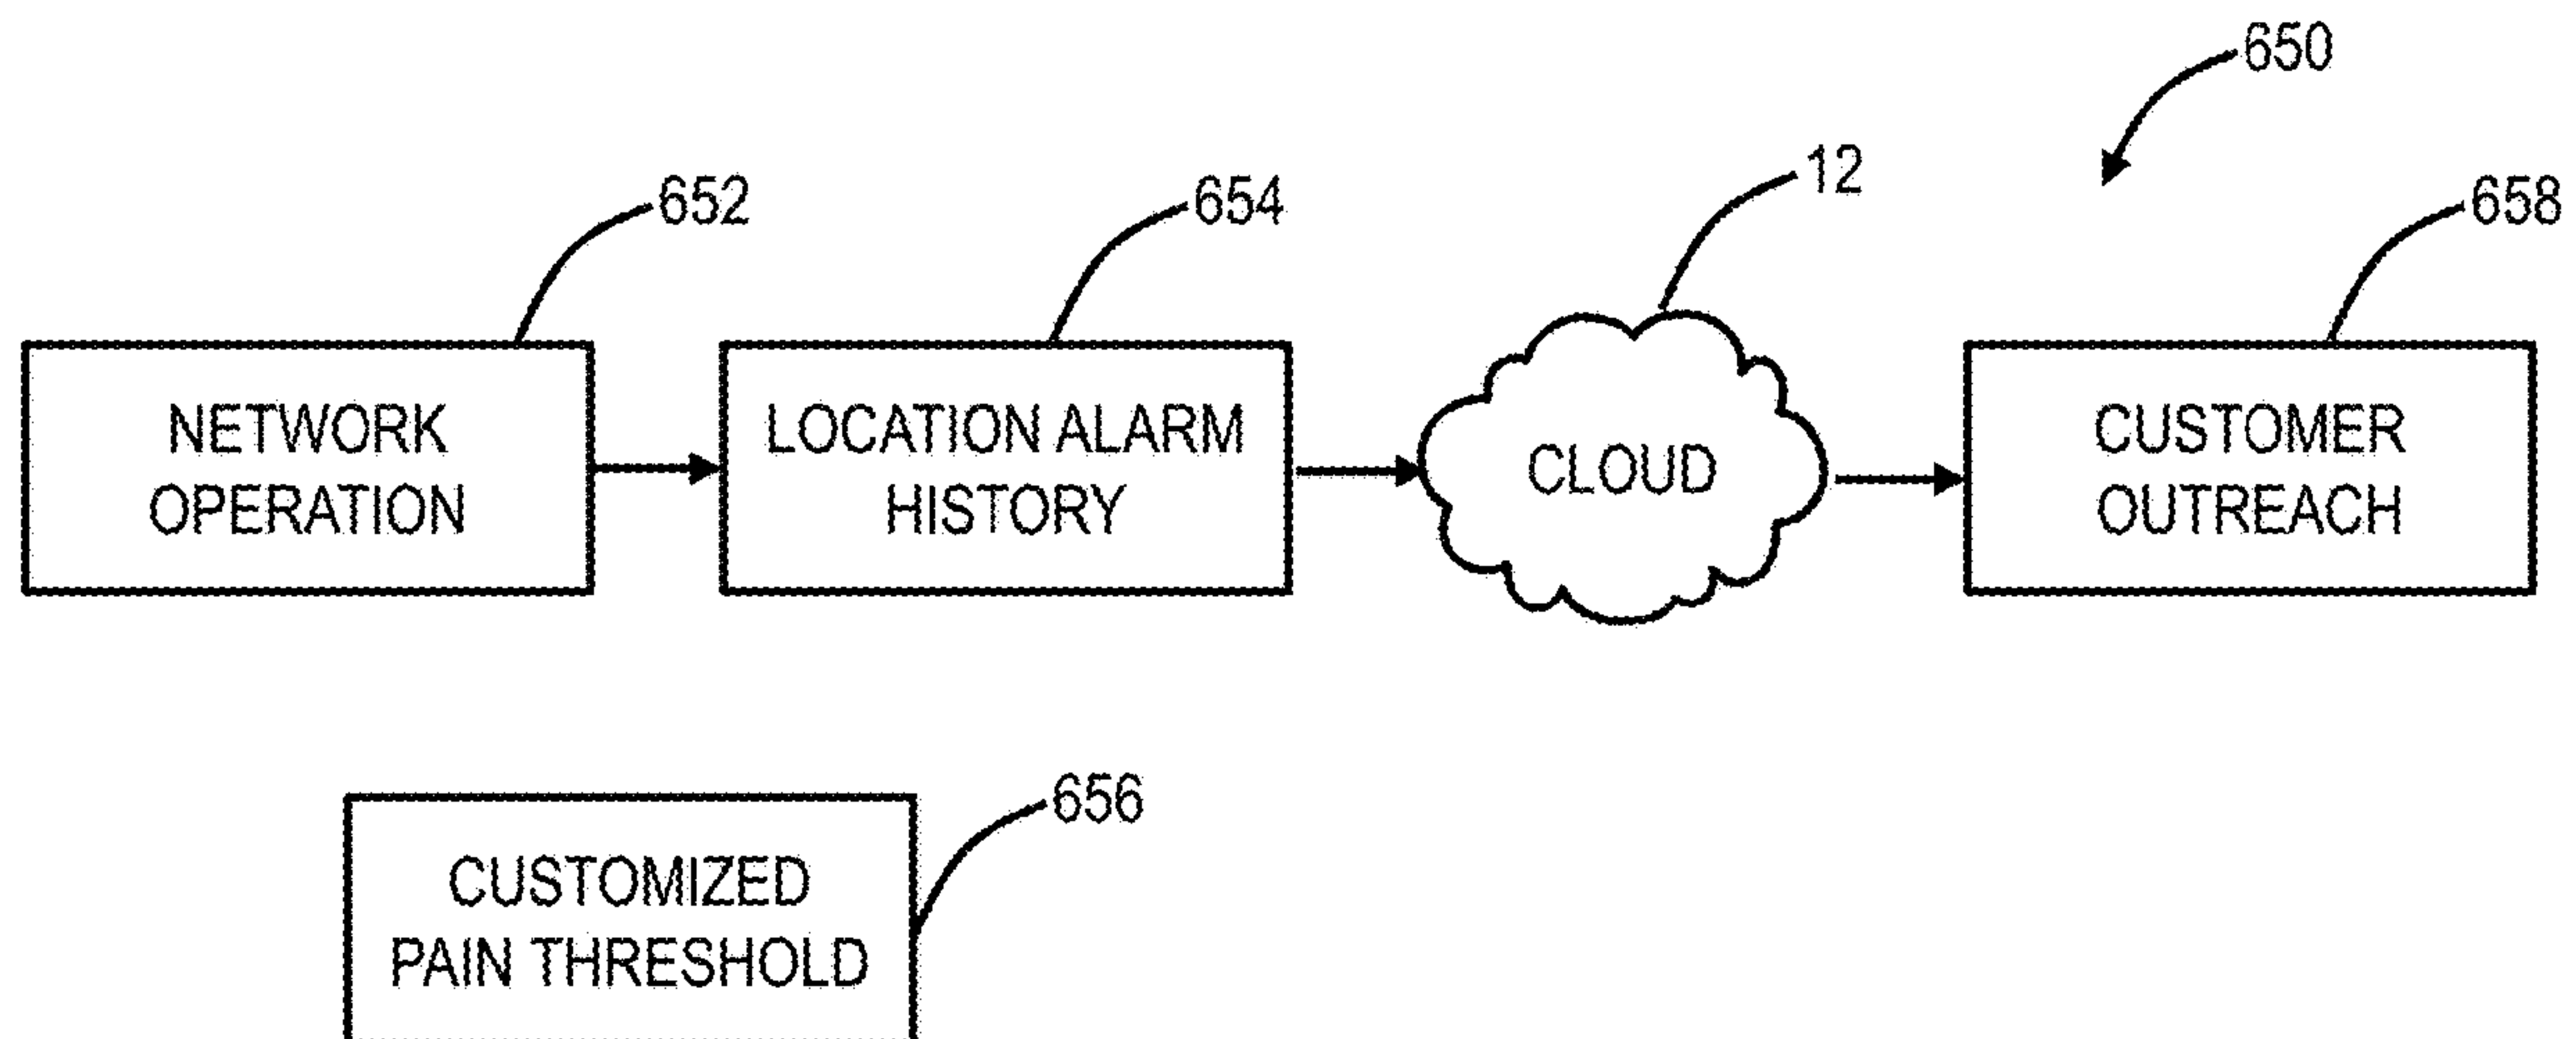 650
12
652
654
658
NETWORK
OPERATION
LOCATION ALARM
HISTORY
CLOUD
CUSTOMER
OUTREACH
656
CUSTOMIZED
PAIN THRESHOLD